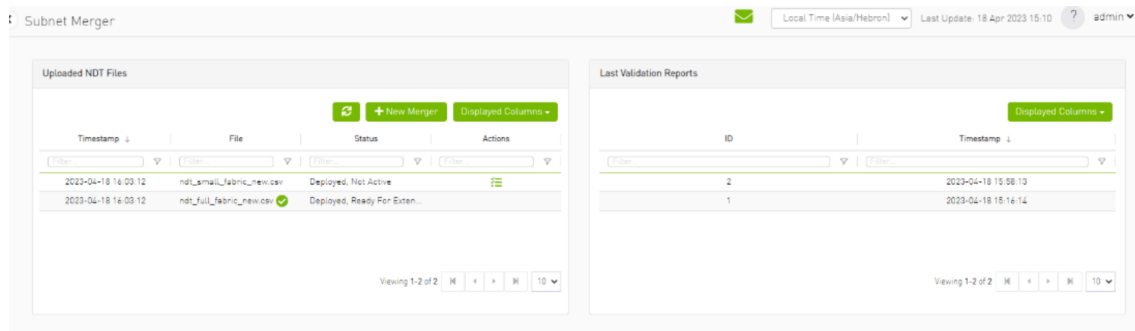 Subnet Merger
Local Time (Asia/Hebron)
Last Update: 18 Apr 2023 15:10
?
admin
Uploaded NDT Files
+ New Merger
Displayed Columns
Timestamp ↓ File Status Actions
Filter... Filter... Filter... Filter...
2023-04-18 16:03:12 ndt_small_fabric_new.csv Deployed, Not Active
2023-04-18 16:03:12 ndt_full_fabric_new.csv Deployed, Ready For Exten...
Viewing 1-2 of 2
10
Last Validation Reports
Displayed Columns
ID Timestamp ↓
Filter... Filter...
2 2023-04-18 15:58:13
1 2023-04-18 15:16:14
Viewing 1-2 of 2
10